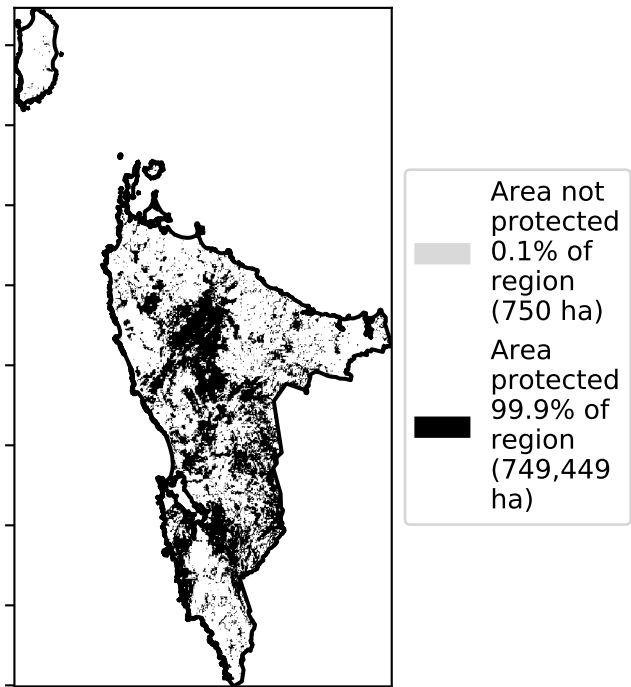 Area not
protected
0.1% of
region
(750 ha)
Area
protected
99.9% of
region
(749,449
ha)